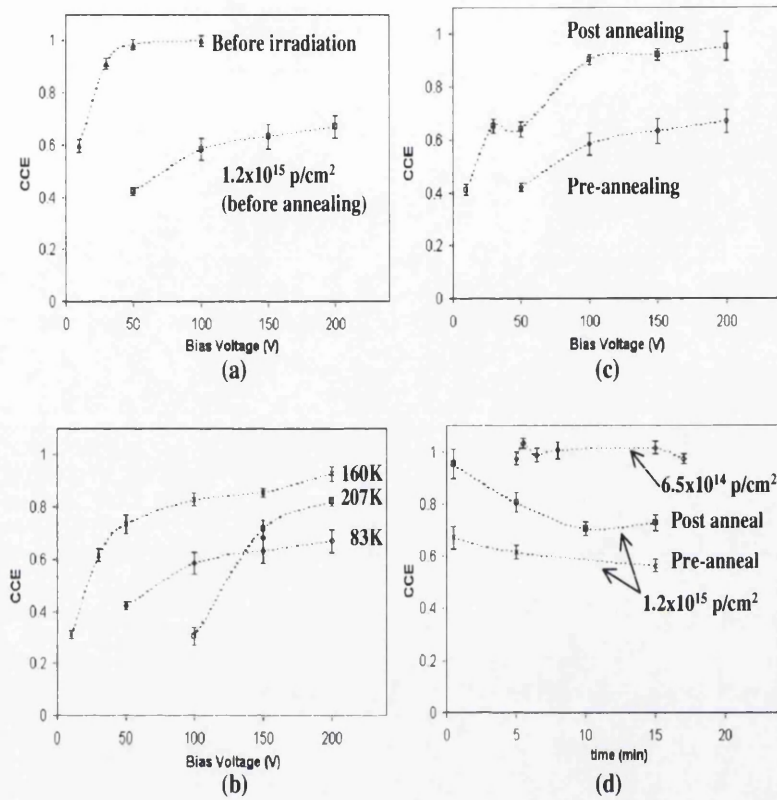 1
0.8
0.6
0.4
0.2
0
CCE
Before irradiation
1.2x10¹⁵ p/cm²
(before annealing)
0 50 100 150 200
Bias Voltage (V)
(a)
1
0.8
0.6
0.4
0.2
0
CCE
Post annealing
Pre-annealing
0 50 100 150 200
Bias Voltage (V)
(c)
1
0.8
0.6
0.4
0.2
0
CCE
160K
207K
83K
0 50 100 150 200
Bias Voltage (V)
(b)
1
0.8
0.6
0.4
0.2
0
CCE
6.5x10¹⁴ p/cm²
Post anneal
Pre-anneal
1.2x10¹⁵ p/cm²
0 5 10 15 20
time (min)
(d)